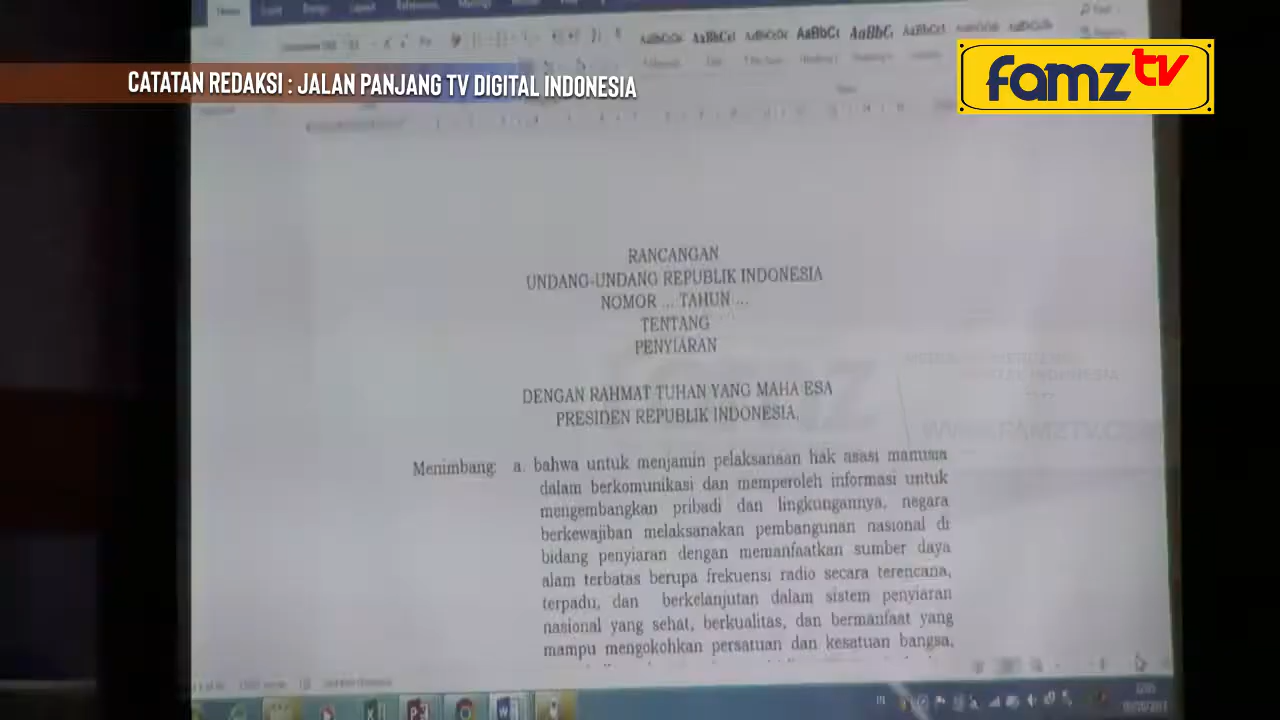 CATATAN REDAKSI : JALAN PANJANG TV DIGITAL INDONESIA
famz tv
RANCANGAN
UNDANG-UNDANG REPUBLIK INDONESIA
NOMOR ... TAHUN ...
TENTANG
PENYIARAN
DENGAN RAHMAT TUHAN YANG MAHA ESA
PRESIDEN REPUBLIK INDONESIA,
Menimbang: a. bahwa untuk menjamin pelaksanaan hak asasi manusia
dalam berkomunikasi dan memperoleh informasi untuk
mengembangkan pribadi dan lingkungannya, negara
berkewajiban melaksanakan pembangunan nasional di
bidang penyiaran dengan memanfaatkan sumber daya
alam terbatas berupa frekuensi radio secara terencana,
terpadu, dan berkelanjutan dalam sistem penyiaran
nasional yang sehat, berkualitas, dan bermanfaat yang
mampu mengokohkan persatuan dan kesatuan bangsa,